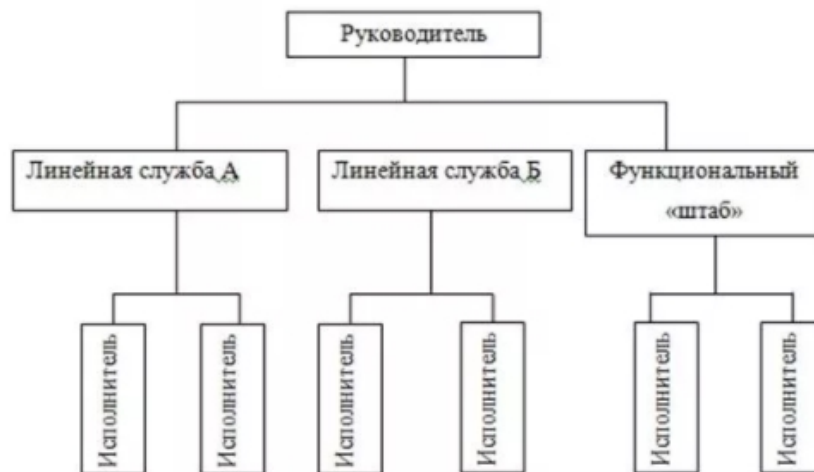 Руководитель
Линейная служба А
Линейная служба Б
Функциональный
«штаб»
Исполнитель
Исполнитель
Исполнитель
Исполнитель
Исполнитель
Исполнитель